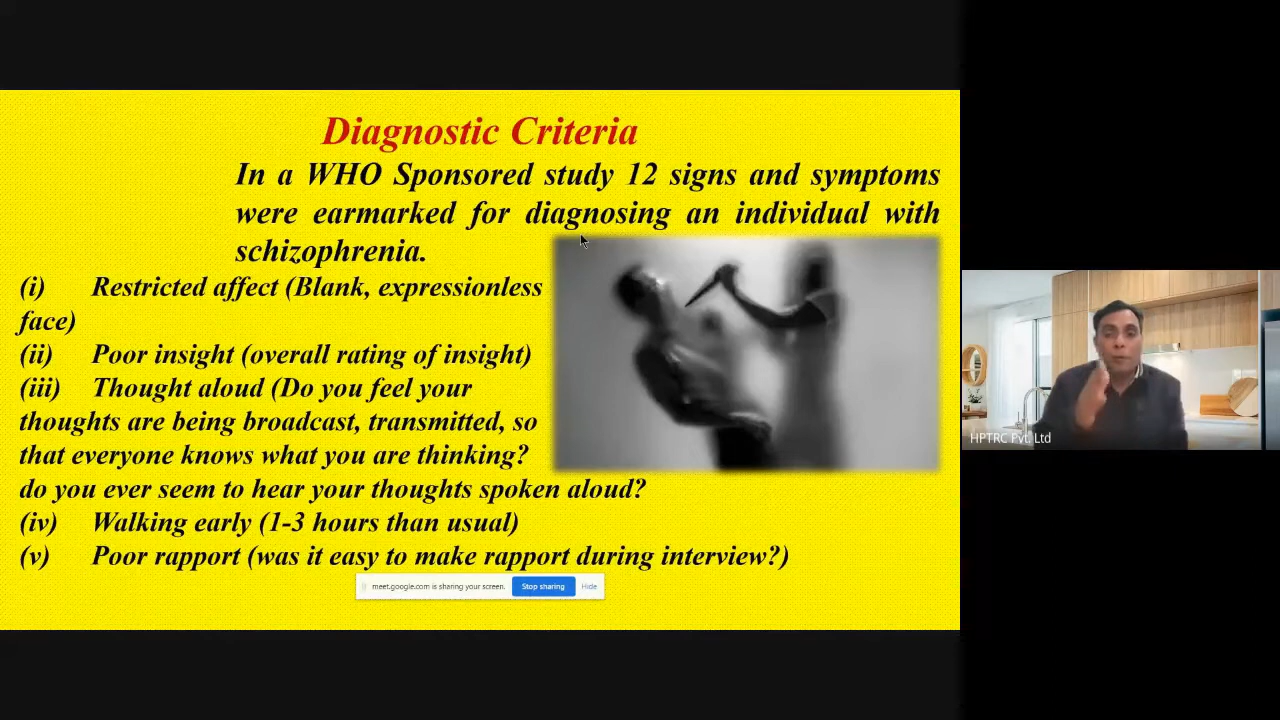 Diagnostic Criteria
In a WHO Sponsored study 12 signs and symptoms
were earmarked for diagnosing an individual with
schizophrenia.
(i) Restricted affect (Blank, expressionless
face)
(ii) Poor insight (overall rating of insight)
(iii) Thought aloud (Do you feel your
thoughts are being broadcast, transmitted, so
that everyone knows what you are thinking?
do you ever seem to hear your thoughts spoken aloud?
(iv) Walking early (1-3 hours than usual)
(v) Poor rapport (was it easy to make rapport during interview?)
meet.google.com is sharing your screen. Stop sharing Hide
HPTRC Pvt. Ltd